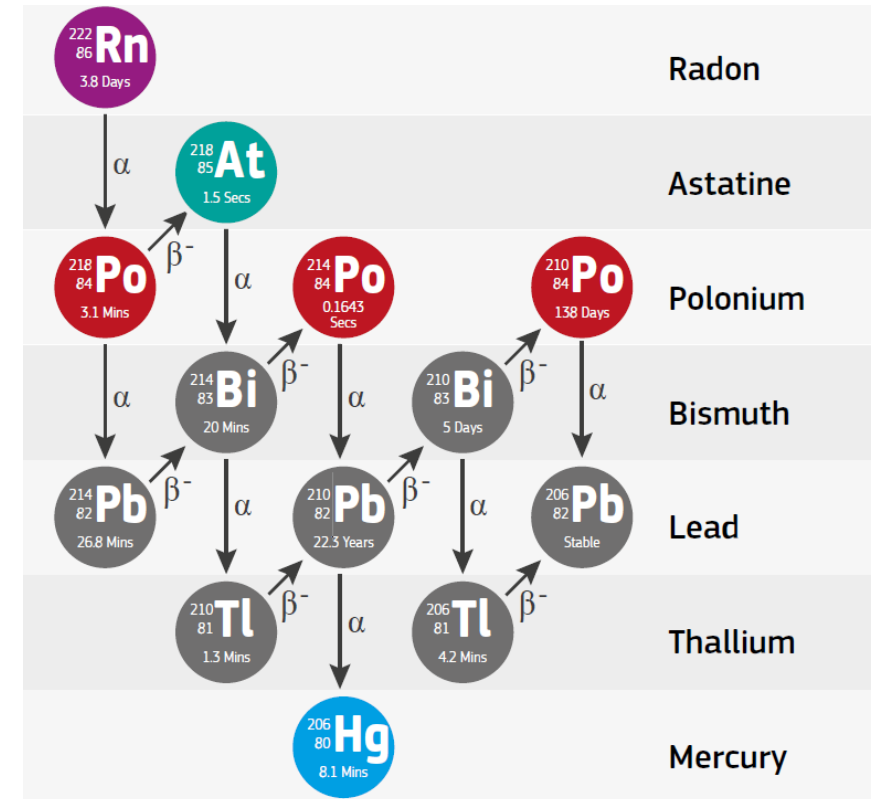 222
86 Rn
3.8 Days
Radon
α
218
85 At
1.5 Secs
Astatine
β-
α
218
84 Po
3.1 Mins
214
84 Po
0.1643
Secs
210
84 Po
138 Days
Polonium
α
β-
α
β-
α
214
83 Bi
20 Mins
210
83 Bi
5 Days
Bismuth
β-
α
β-
α
214
82 Pb
26.8 Mins
210
82 Pb
22.3 Years
206
82 Pb
Stable
Lead
β-
α
β-
210
81 Tl
1.3 Mins
206
81 Tl
4.2 Mins
Thallium
206
80 Hg
8.1 Mins
Mercury